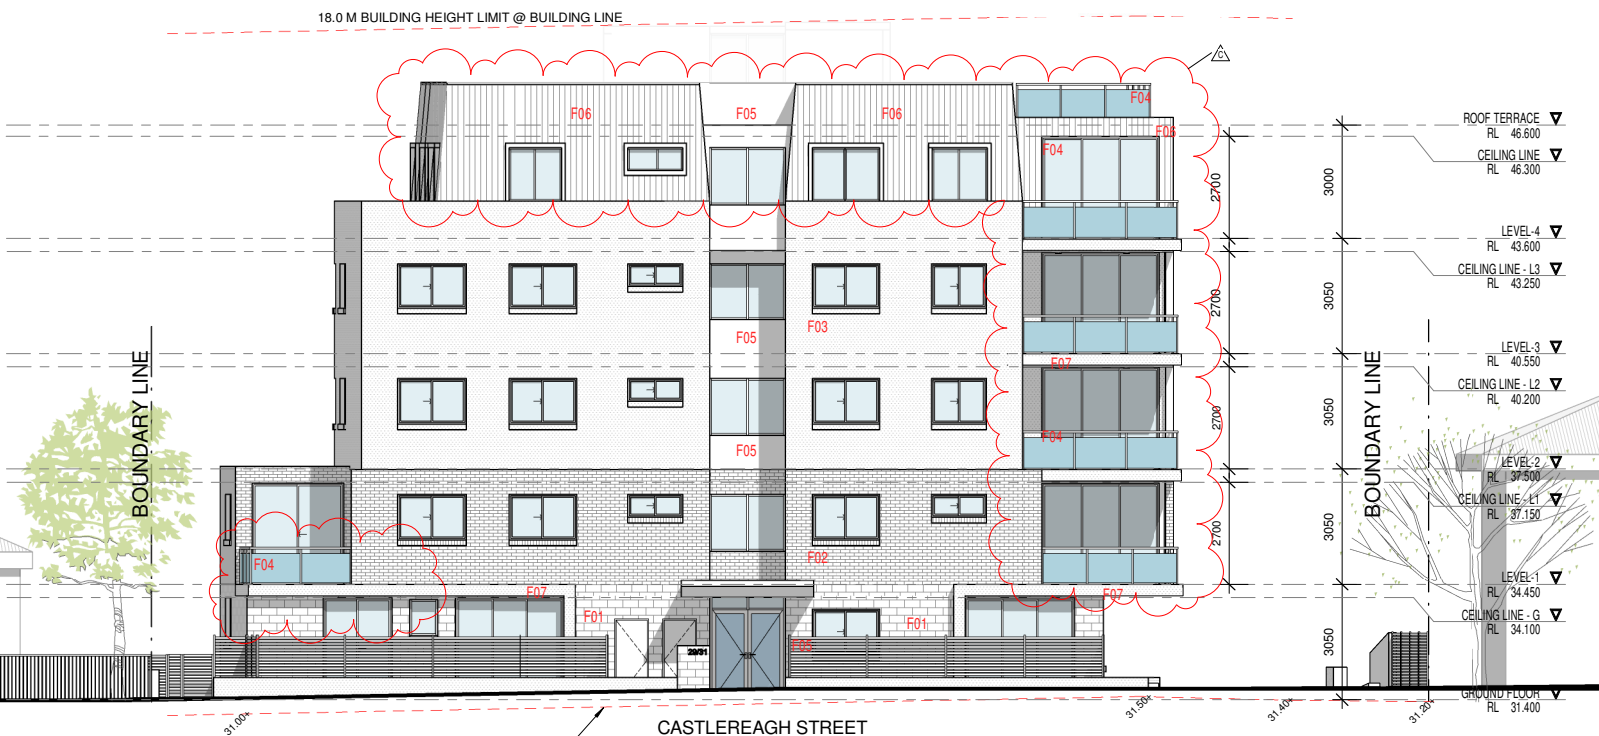 18.0 M BUILDING HEIGHT LIMIT @ BUILDING LINE
C
F06
F05
F06
F04
F06
F04
ROOF TERRACE
RL 46.600
CEILING LINE
RL 46.300
2700
3000
LEVEL-4
RL 43.600
CEILING LINE - L3
RL 43.250
2700
3050
F03
F05
F07
LEVEL-3
RL 40.550
CEILING LINE - L2
RL 40.200
BOUNDARY LINE
BOUNDARY LINE
2700
3050
F04
F05
LEVEL-2
RL 37.500
CEILING LINE - L1
RL 37.150
2700
3050
F04
F02
F07
F07
LEVEL-1
RL 34.450
CEILING LINE - G
RL 34.100
F01
F01
F05
29/31
3050
GROUND FLOOR
RL 31.400
31.00+
31.50+
31.40+
31.20+
CASTLEREAGH STREET